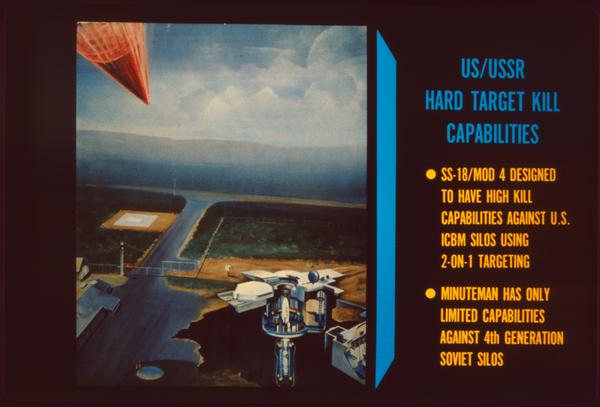 US/USSR
HARD TARGET KILL
CAPABILITIES
SS-18/MOD 4 DESIGNED
TO HAVE HIGH KILL
CAPABILITIES AGAINST U.S.
ICBM SILOS USING
2-ON-1 TARGETING
MINUTEMAN HAS ONLY
LIMITED CAPABILITIES
AGAINST 4th GENERATION
SOVIET SILOS